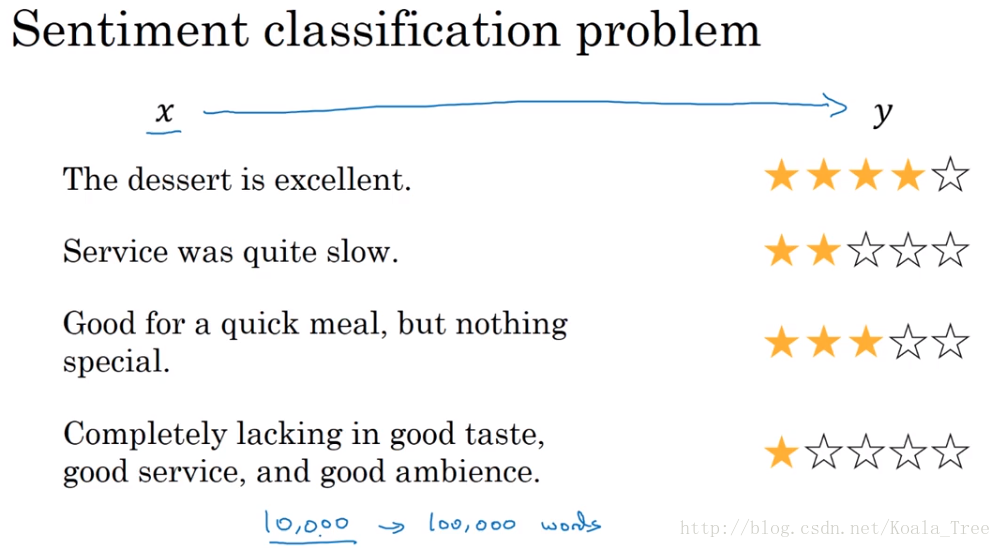 Sentiment classification problem
x → y
The dessert is excellent. ★★★★☆
Service was quite slow. ★★☆☆☆
Good for a quick meal, but nothing
special. ★★★☆☆
Completely lacking in good taste,
good service, and good ambience. ★☆☆☆☆
10,000 → 100,000 words
http://blog.csdn.net/Koala_Tree